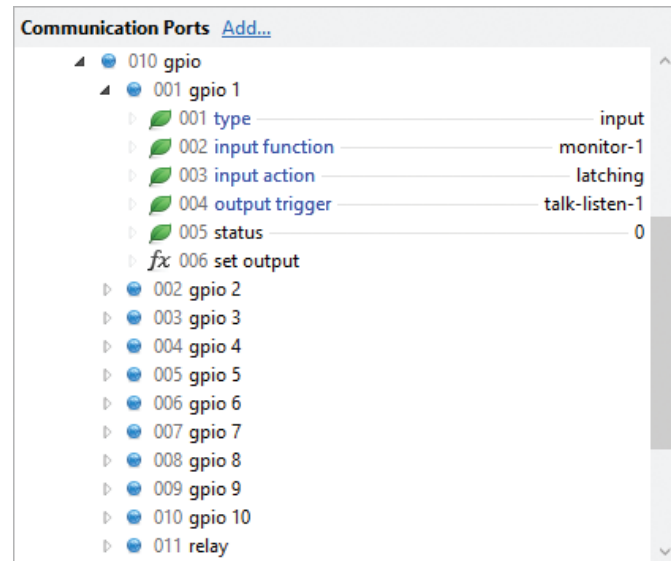 Communication Ports Add...
010 gpio
001 gpio 1
001 type input
002 input function monitor-1
003 input action latching
004 output trigger talk-listen-1
005 status 0
fx 006 set output
002 gpio 2
003 gpio 3
004 gpio 4
005 gpio 5
006 gpio 6
007 gpio 7
008 gpio 8
009 gpio 9
010 gpio 10
011 relay